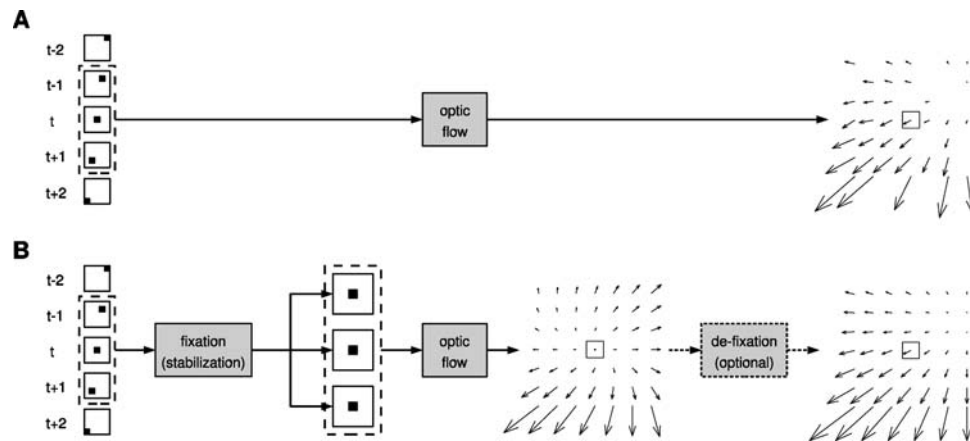 A
t-2
t-1
t
t+1
t+2
optic
flow
B
t-2
t-1
t
t+1
t+2
fixation
(stabilization)
optic
flow
de-fixation
(optional)